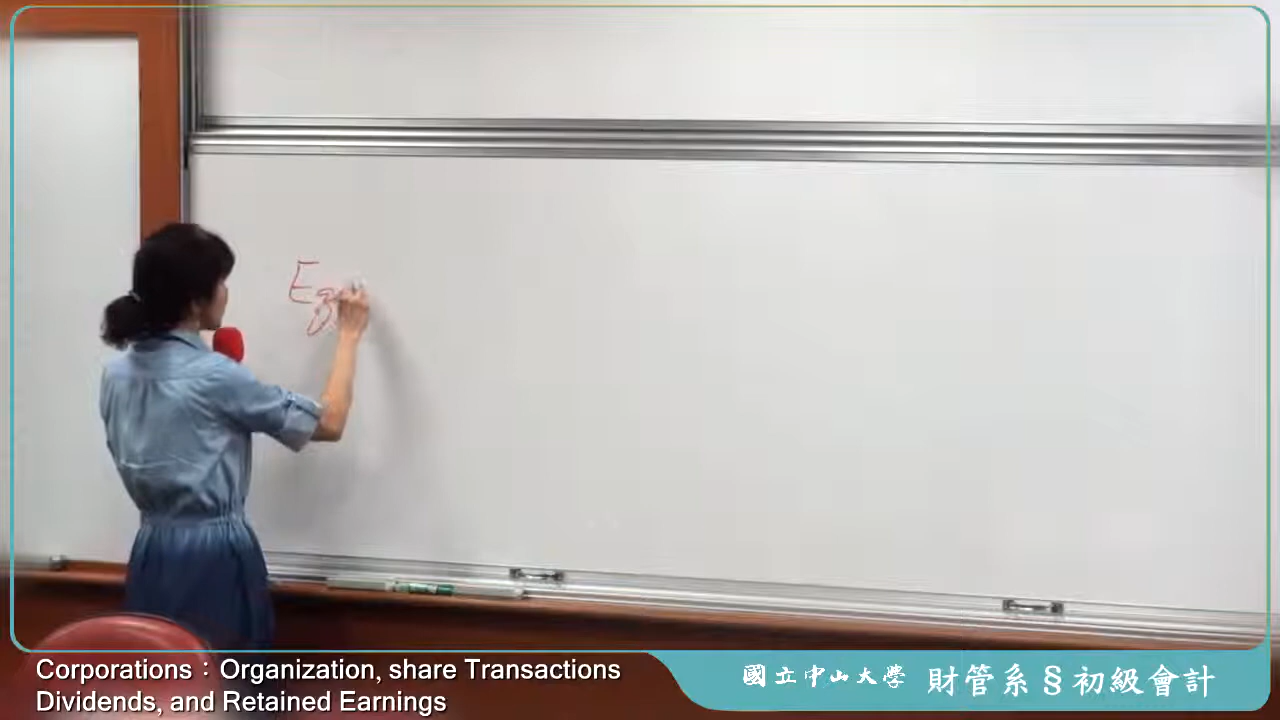 Eq
Corporations：Organization, share Transactions
Dividends, and Retained Earnings
國立中山大學 財管系§初級會計